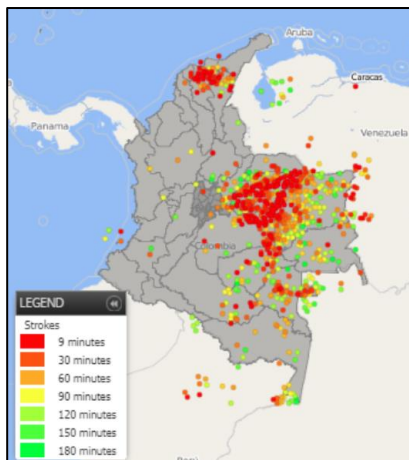 Aruba
Caracas
Panama
Venezuela
Colombia
LEGEND
Strokes
9 minutes
30 minutes
60 minutes
90 minutes
120 minutes
150 minutes
180 minutes